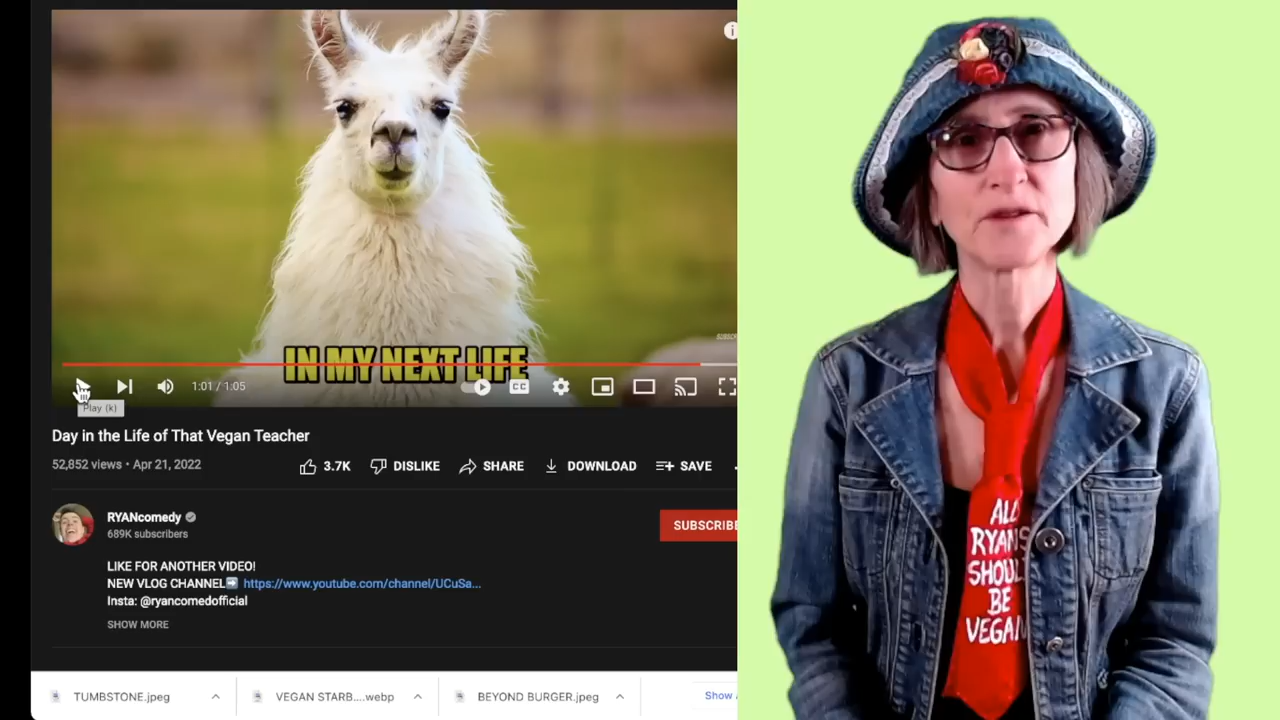 IN MY NEXT LIFE
1:01 / 1:05
CC
Play (k)
Day in the Life of That Vegan Teacher
52,852 views • Apr 21, 2022
3.7K
DISLIKE
SHARE
DOWNLOAD
SAVE
RYANcomedy
689K subscribers
SUBSCRIBE
LIKE FOR ANOTHER VIDEO!
NEW VLOG CHANNEL➡ https://www.youtube.com/channel/UCuSa...
Insta: @ryancomedofficial
SHOW MORE
TUMBSTONE.jpeg
VEGAN STARB....webp
BEYOND BURGER.jpeg
Show
ALL
RYANS
SHOULD
BE
VEGAN